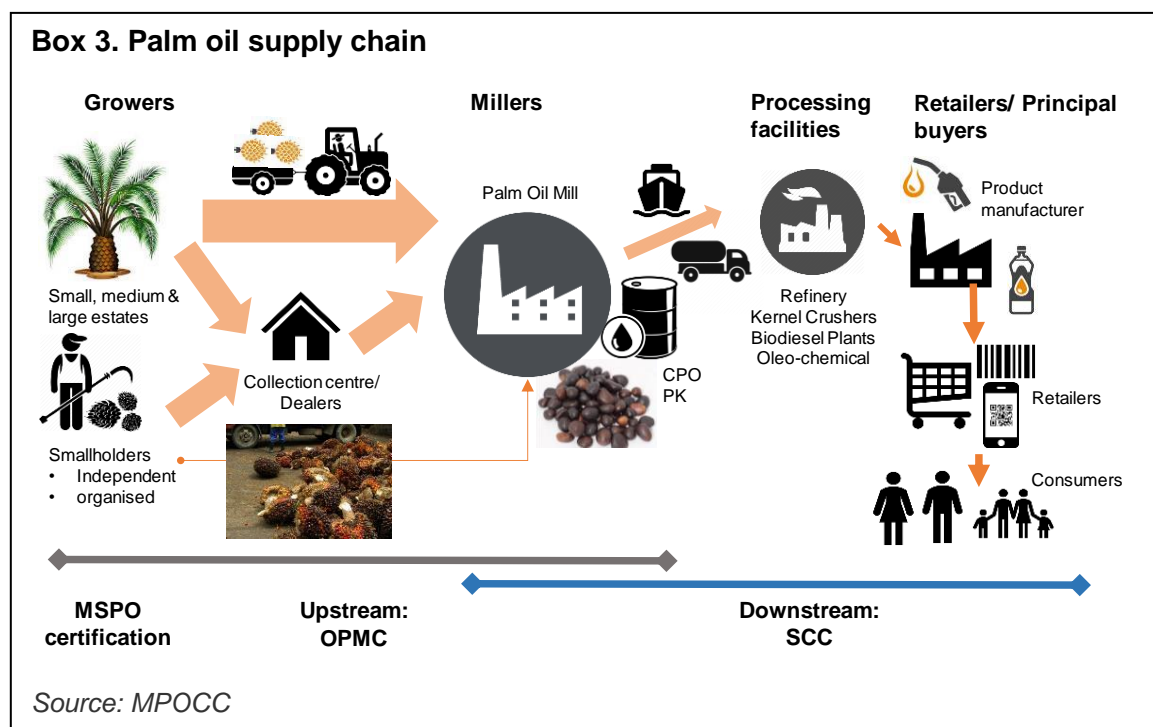 Box 3. Palm oil supply chain
Growers
Millers
Processing
facilities
Retailers/ Principal
buyers
Palm Oil Mill
Product
manufacturer
Small, medium &
large estates
Collection centre/
Dealers
Refinery
Kernel Crushers
Biodiesel Plants
Oleo-chemical
CPO
PK
Retailers
Smallholders
• Independent
• organised
Consumers
MSPO
certification
Upstream:
OPMC
Downstream:
SCC
Source: MPOCC